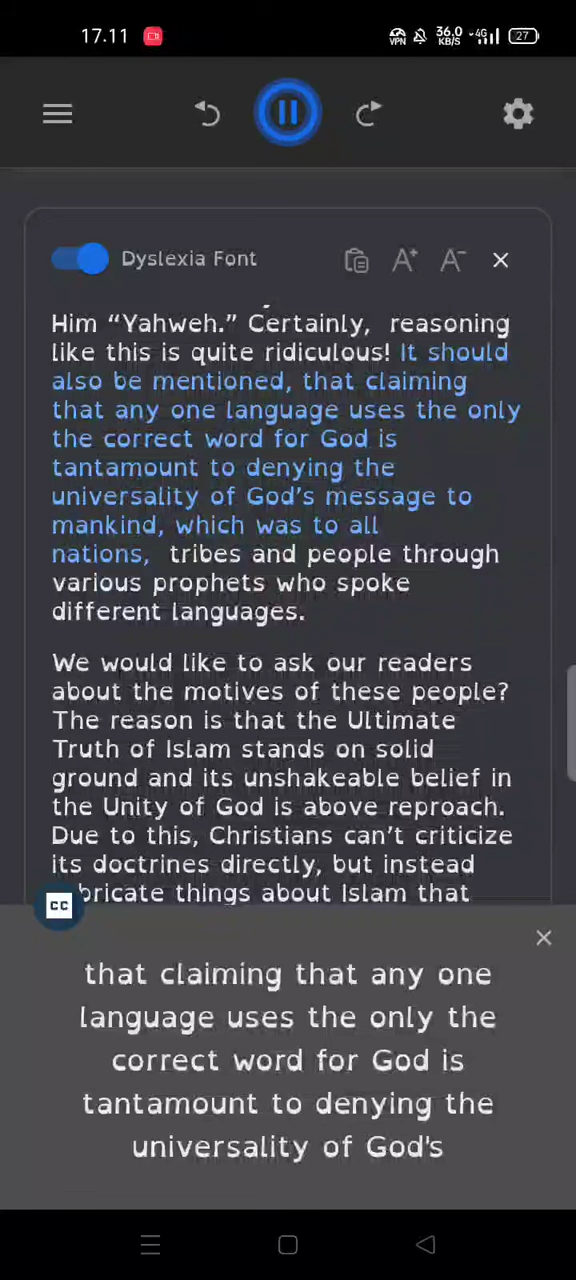 17.11
VPN
36.0
KB/S
4G
27
Dyslexia Font
A+
A-
Him “Yahweh.” Certainly, reasoning
like this is quite ridiculous! It should
also be mentioned, that claiming
that any one language uses the only
the correct word for God is
tantamount to denying the
universality of God’s message to
mankind, which was to all
nations, tribes and people through
various prophets who spoke
different languages.
We would like to ask our readers
about the motives of these people?
The reason is that the Ultimate
Truth of Islam stands on solid
ground and its unshakeable belief in
the Unity of God is above reproach.
Due to this, Christians can’t criticize
its doctrines directly, but instead
bricate things about Islam that
CC
that claiming that any one
language uses the only the
correct word for God is
tantamount to denying the
universality of God's